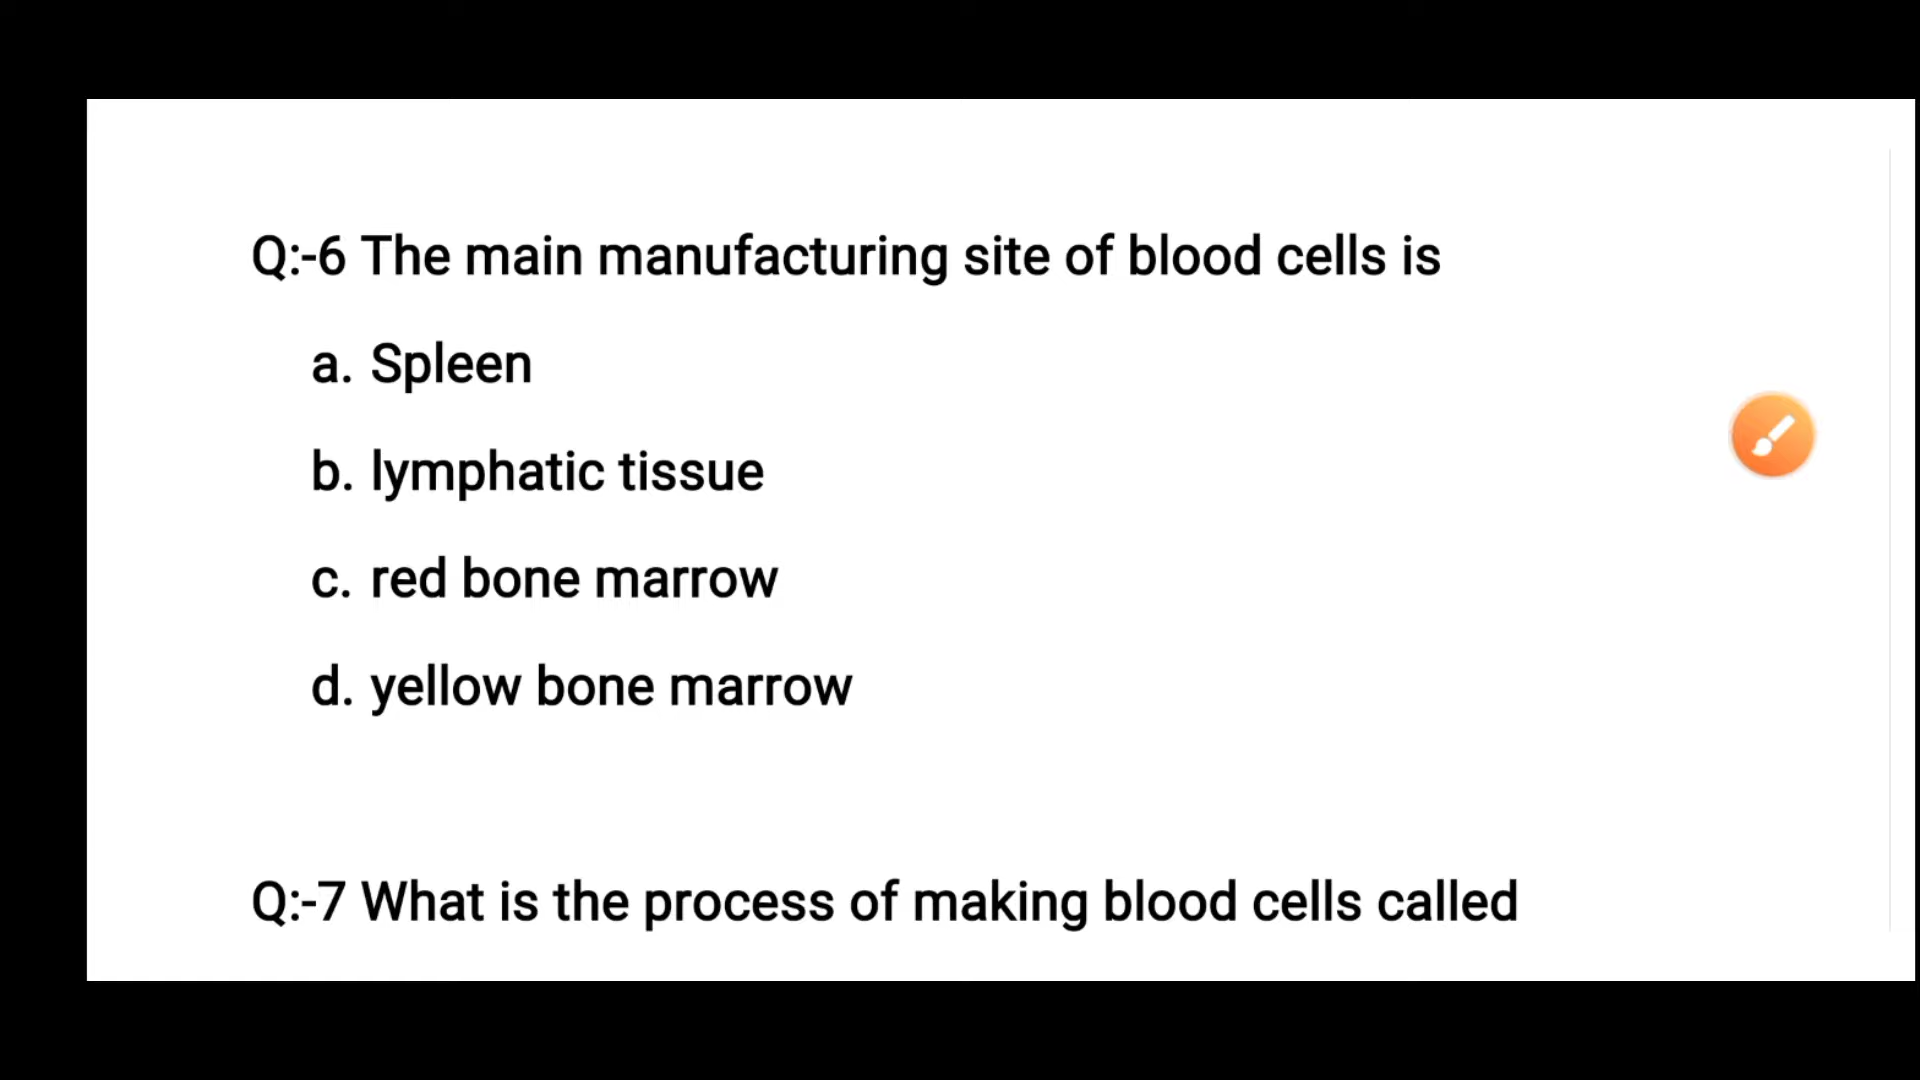 Q:-6 The main manufacturing site of blood cells is
a. Spleen
b. lymphatic tissue
c. red bone marrow
d. yellow bone marrow
Q:-7 What is the process of making blood cells called